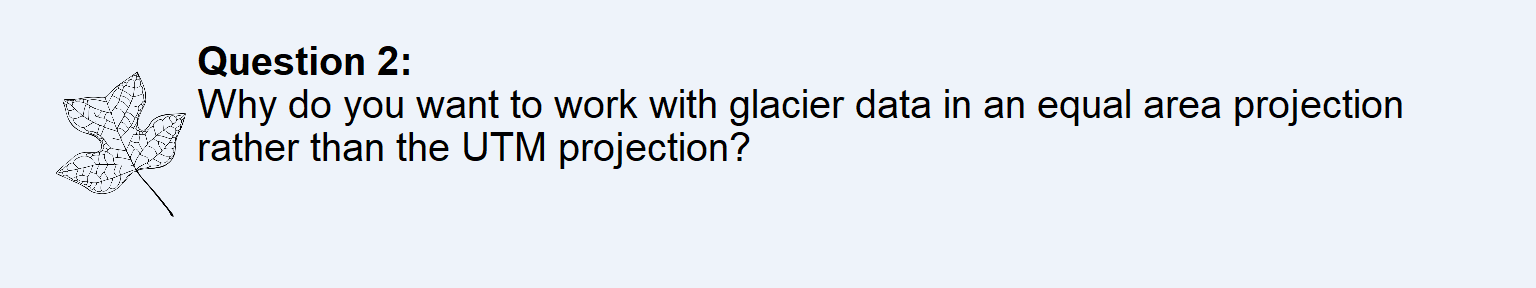 Question 2:
Why do you want to work with glacier data in an equal area projection
rather than the UTM projection?